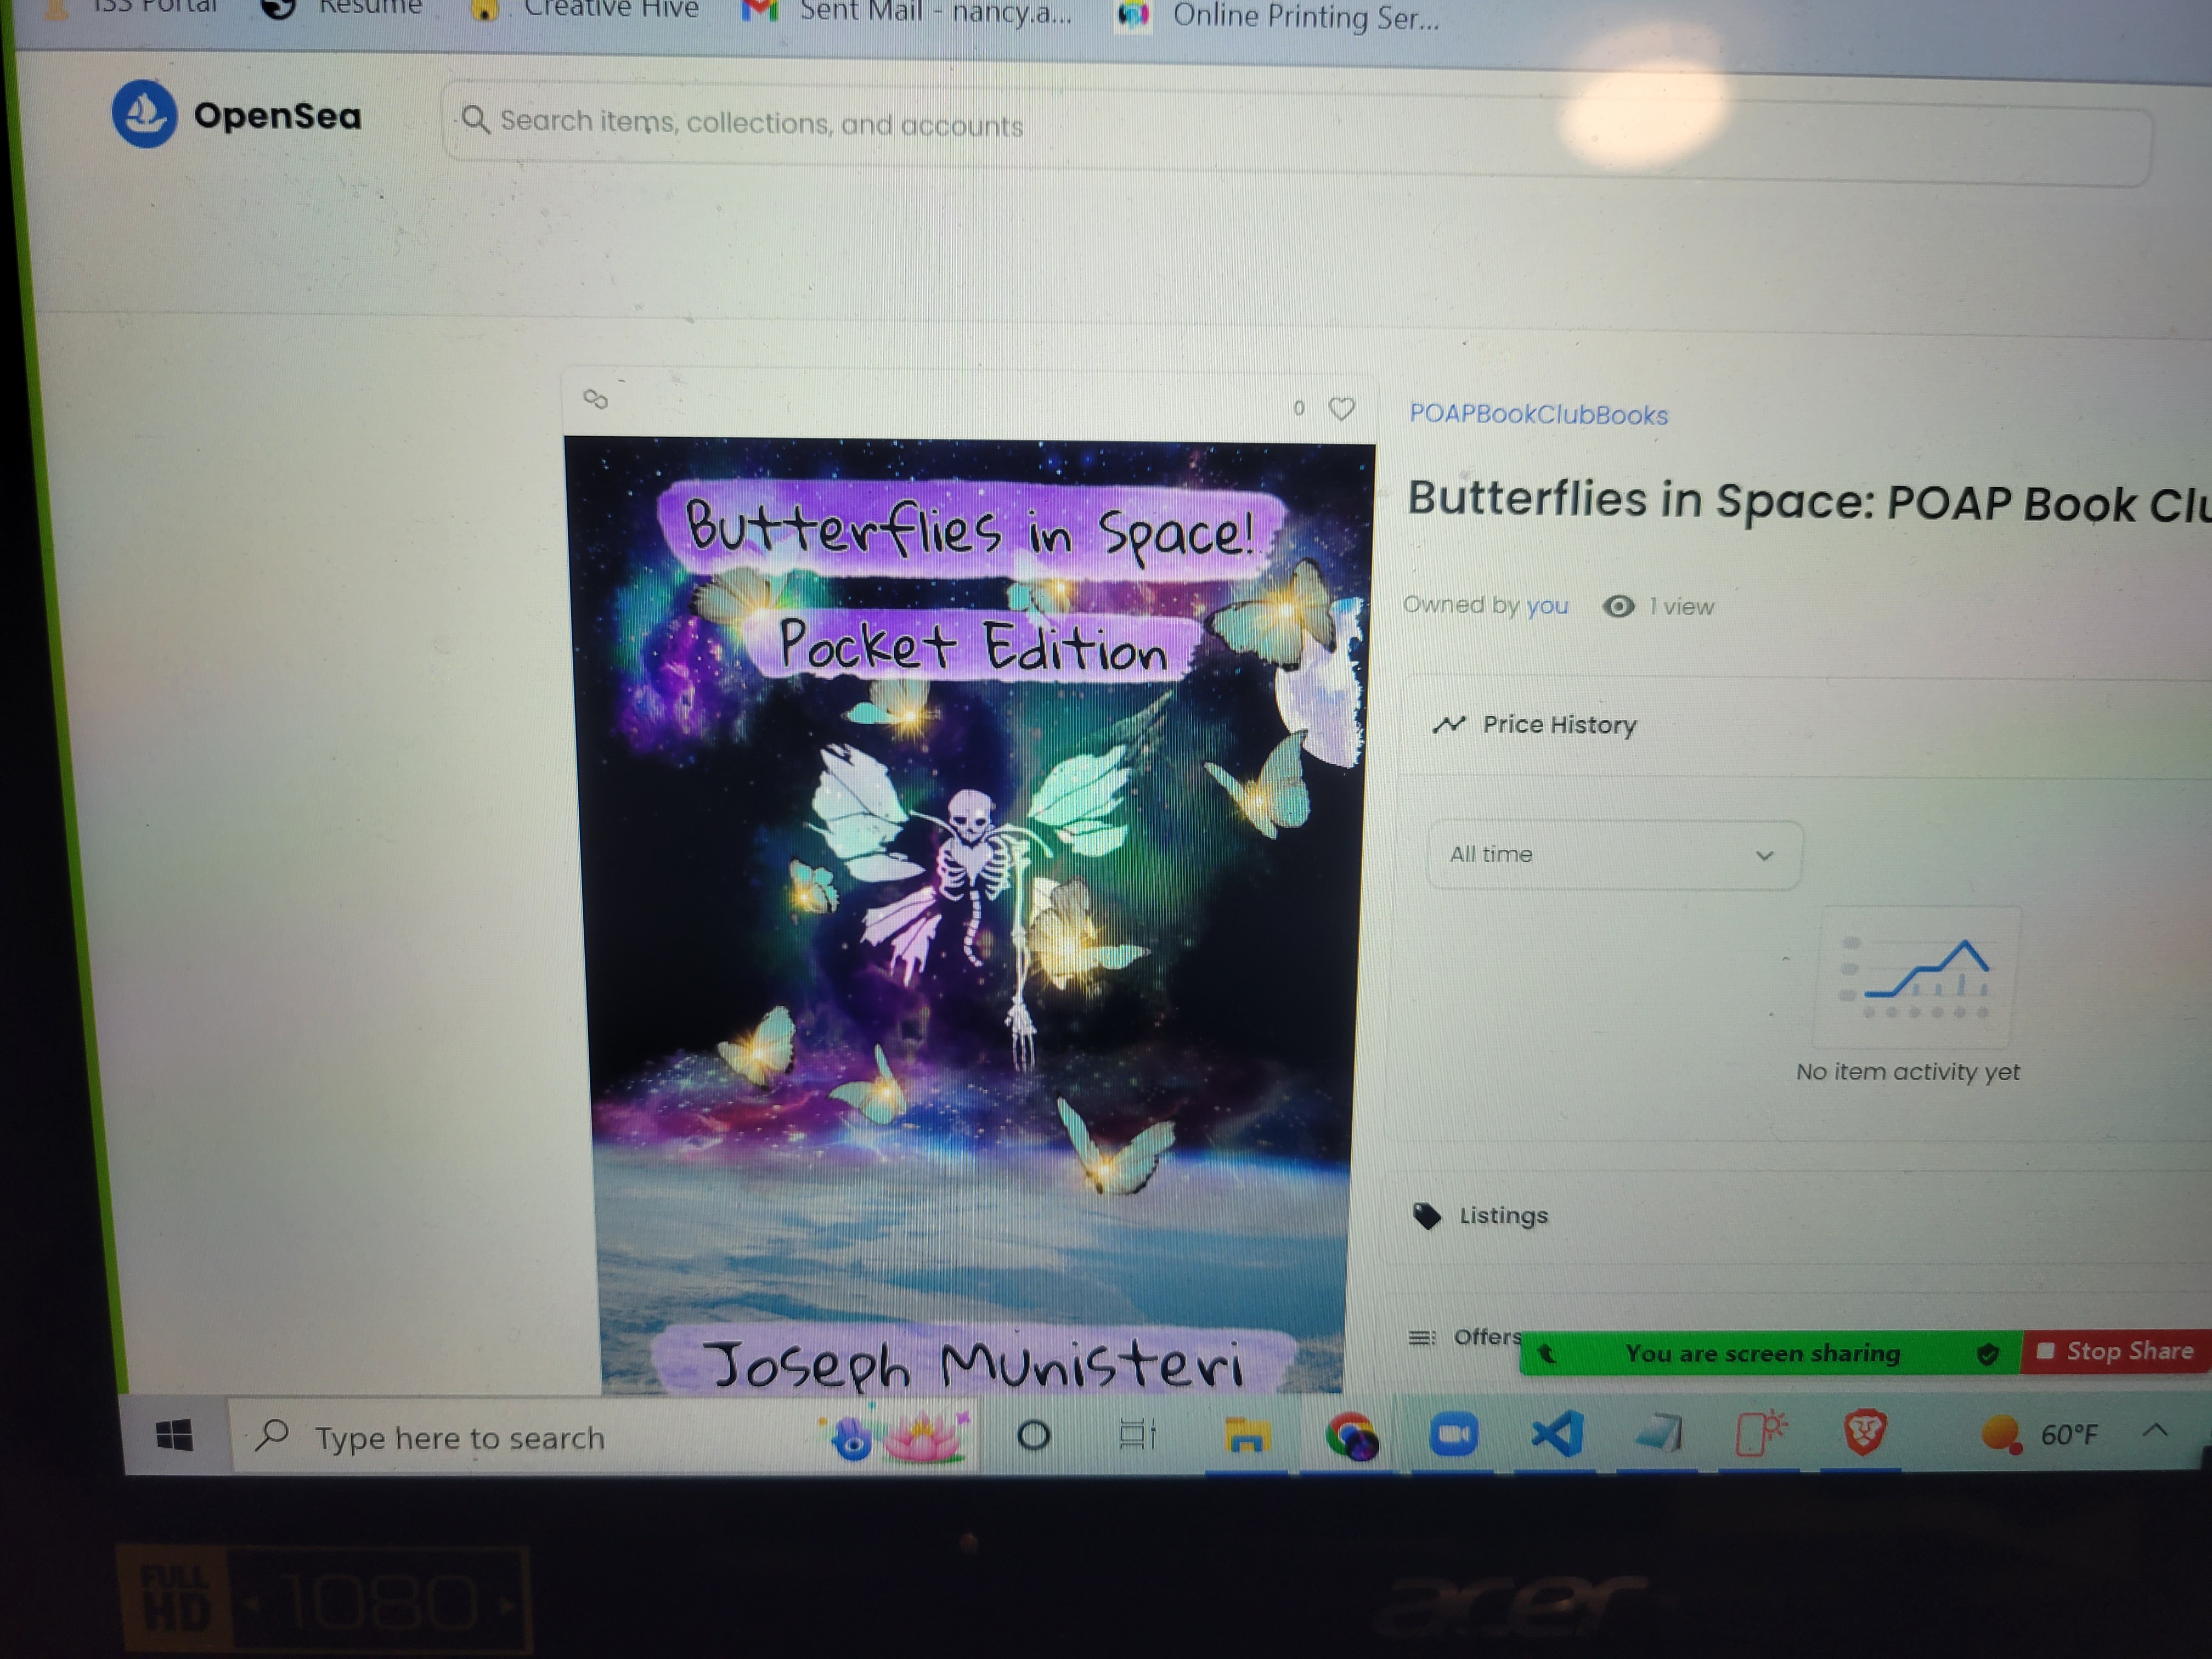 ISS Portal Resume Creative Hive Sent Mail - nancy.a... Online Printing Ser...
OpenSea
Search items, collections, and accounts
0
POAPBookClubBooks
Butterflies in Space: POAP Book Clu
Owned by you 1 view
Butterflies in Space!
Pocket Edition
Joseph Munisteri
Price History
All time
No item activity yet
Listings
Offers
You are screen sharing Stop Share
Type here to search
60°F
FULL HD 1080
acer